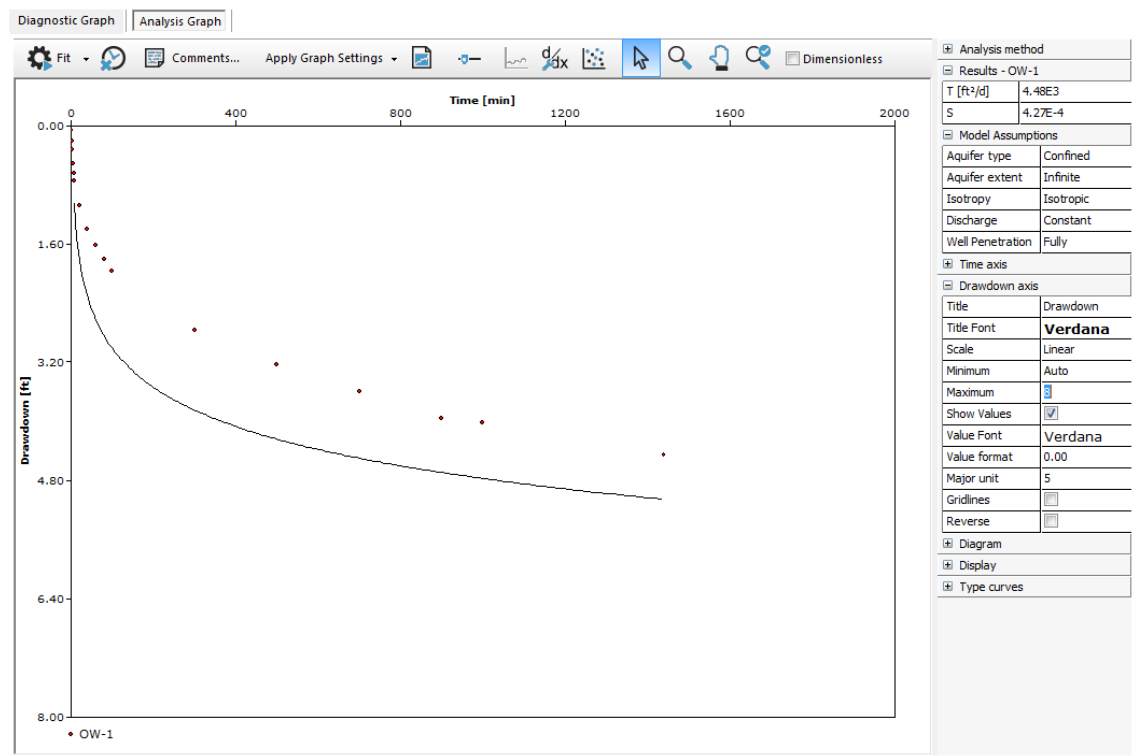 Diagnostic Graph Analysis Graph
Fit Comments... Apply Graph Settings d/dx Dimensionless
Time [min]
0 400 800 1200 1600 2000
0.00
1.60
3.20
4.80
6.40
8.00
Drawdown [ft]
OW-1
Analysis method
Results - OW-1
T [ft²/d] 4.48E3
S 4.27E-4
Model Assumptions
Aquifer type Confined
Aquifer extent Infinite
Isotropy Isotropic
Discharge Constant
Well Penetration Fully
Time axis
Drawdown axis
Title Drawdown
Title Font Verdana
Scale Linear
Minimum Auto
Maximum 8
Show Values
Value Font Verdana
Value format 0.00
Major unit 5
Gridlines
Reverse
Diagram
Display
Type curves